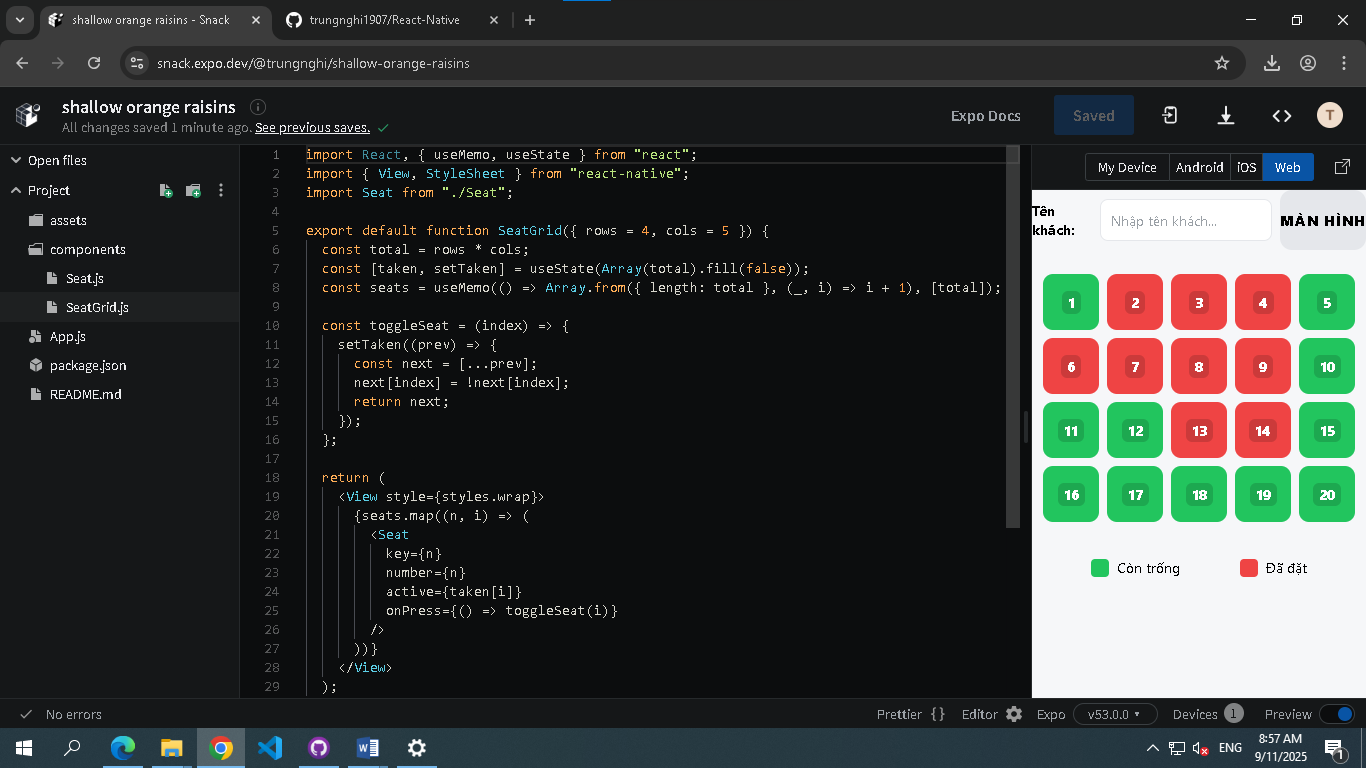 shallow orange raisins - Snack
trungnghi1907/React-Native
snack.expo.dev/@trungnghi/shallow-orange-raisins
shallow orange raisins
All changes saved 1 minute ago. See previous saves.
Expo Docs
Saved
T
Open files
Project
assets
components
Seat.js
SeatGrid.js
App.js
package.json
README.md
1 import React, { useMemo, useState } from "react";
2 import { View, StyleSheet } from "react-native";
3 import Seat from "./Seat";
4
5 export default function SeatGrid({ rows = 4, cols = 5 }) {
6 const total = rows * cols;
7 const [taken, setTaken] = useState(Array(total).fill(false));
8 const seats = useMemo(() => Array.from({ length: total }, (_, i) => i + 1), [total]);
9
10 const toggleSeat = (index) => {
11 setTaken((prev) => {
12 const next = [...prev];
13 next[index] = !next[index];
14 return next;
15 });
16 };
17
18 return (
19 <View style={styles.wrap}>
20 {seats.map((n, i) => (
21 <Seat
22 key={n}
23 number={n}
24 active={taken[i]}
25 onPress={() => toggleSeat(i)}
26 />
27 ))}
28 </View>
29 );
My Device Android iOS Web
Tên
khách:
Nhập tên khách...
MÀN HÌNH
1 2 3 4 5
6 7 8 9 10
11 12 13 14 15
16 17 18 19 20
Còn trống Đã đặt
No errors
Prettier {} Editor Expo v53.0.0 Devices 1 Preview
ENG
8:57 AM
9/11/2025
1